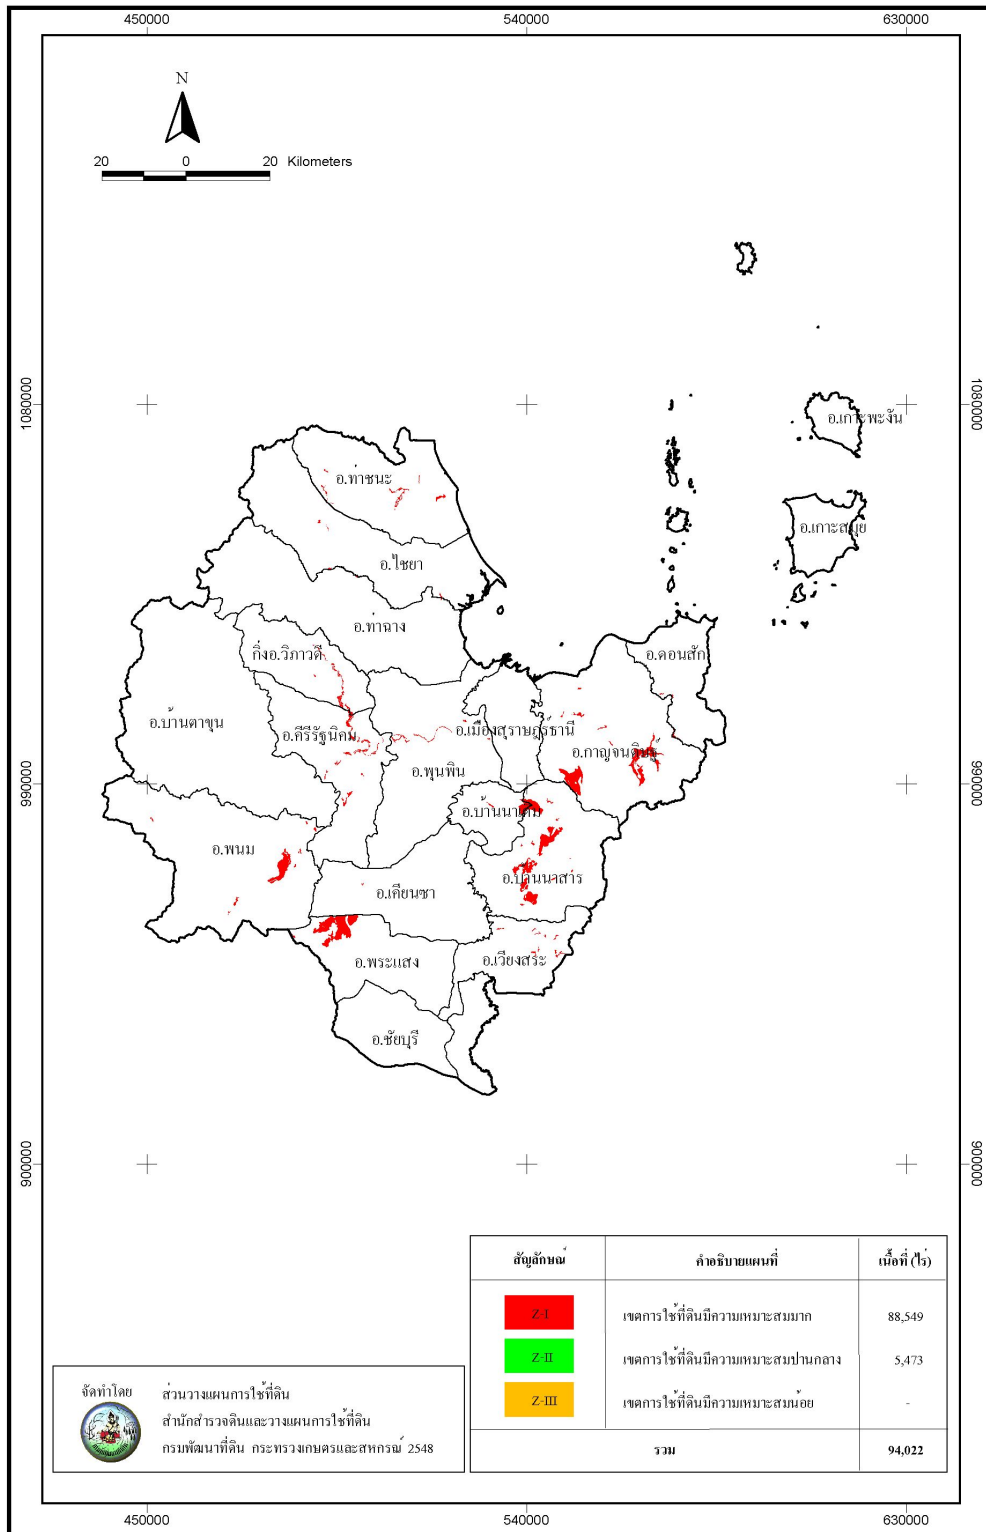 450000 540000 630000
N
20 0 20 Kilometers
1080000 1080000
อ.เกาะพะงัน
อ.ท่าชนะ
อ.เกาะสมุย
อ.ไชยา
อ.ท่าฉาง
กิ่งอ.วิภาวดี
อ.ดอนสัก
อ.บ้านตาขุน
อ.คีรีรัฐนิคม
อ.เมืองสุราษฎร์ธานี
อ.กาญจนดิษฐ์
อ.พุนพิน
990000 990000
อ.บ้านนาเดิม
อ.พนม
อ.บ้านนาสาร
อ.เคียนซา
อ.พระแสง
อ.เวียงสระ
อ.ชัยบุรี
900000 900000
สัญลักษณ์ คำอธิบายแผนที่ เนื้อที่ (ไร่)
Z-I เขตการใช้ที่ดินมีความเหมาะสมมาก 88,549
Z-II เขตการใช้ที่ดินมีความเหมาะสมปานกลาง 5,473
Z-III เขตการใช้ที่ดินมีความเหมาะสมน้อย -
รวม 94,022
จัดทำโดย ส่วนวางแผนการใช้ที่ดิน
สำนักสำรวจดินและวางแผนการใช้ที่ดิน
กรมพัฒนาที่ดิน กระทรวงเกษตรและสหกรณ์ 2548
450000 540000 630000